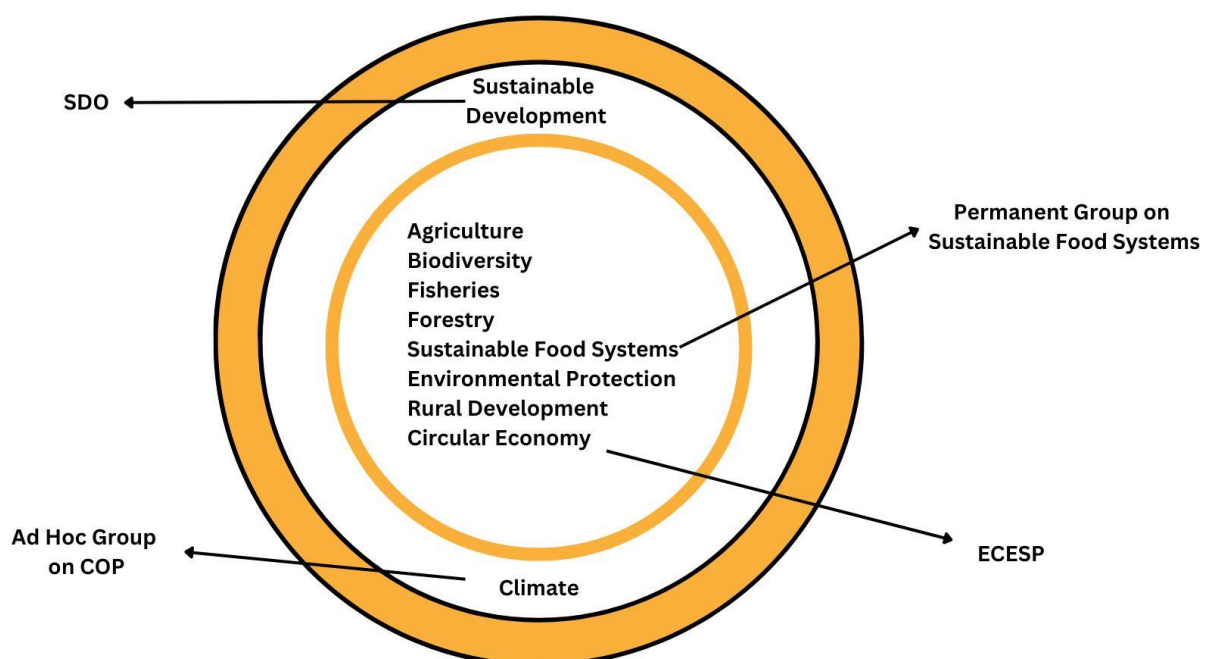 Sustainable
Development
SDO
Permanent Group on
Sustainable Food Systems
Agriculture
Biodiversity
Fisheries
Forestry
Sustainable Food Systems
Environmental Protection
Rural Development
Circular Economy
Ad Hoc Group
on COP
ECESP
Climate